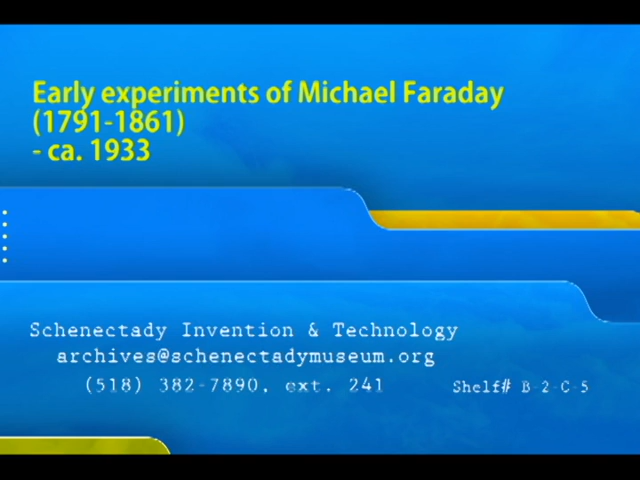 Early experiments of Michael Faraday
(1791-1861)
- ca. 1933
Schenectady Invention & Technology
archives@schenectadymuseum.org
(518) 382-7890, ext. 241
Shelf# B-2-C-5